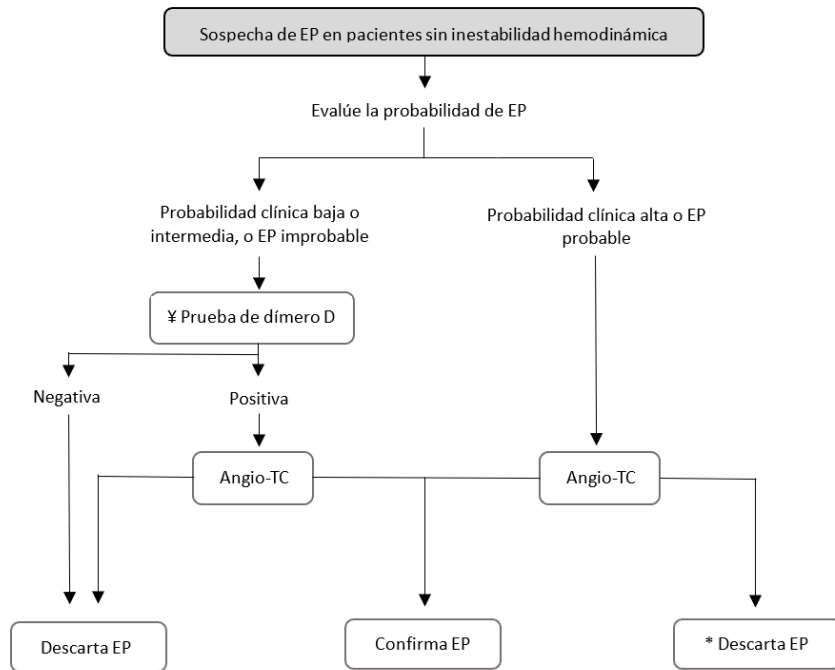 Sospecha de EP en pacientes sin inestabilidad hemodinámica
Evalúe la probabilidad de EP
Probabilidad clínica baja o
intermedia, o EP improbable
Probabilidad clínica alta o EP
probable
¥ Prueba de dímero D
Negativa
Positiva
Angio-TC
Angio-TC
Descarta EP
Confirma EP
* Descarta EP